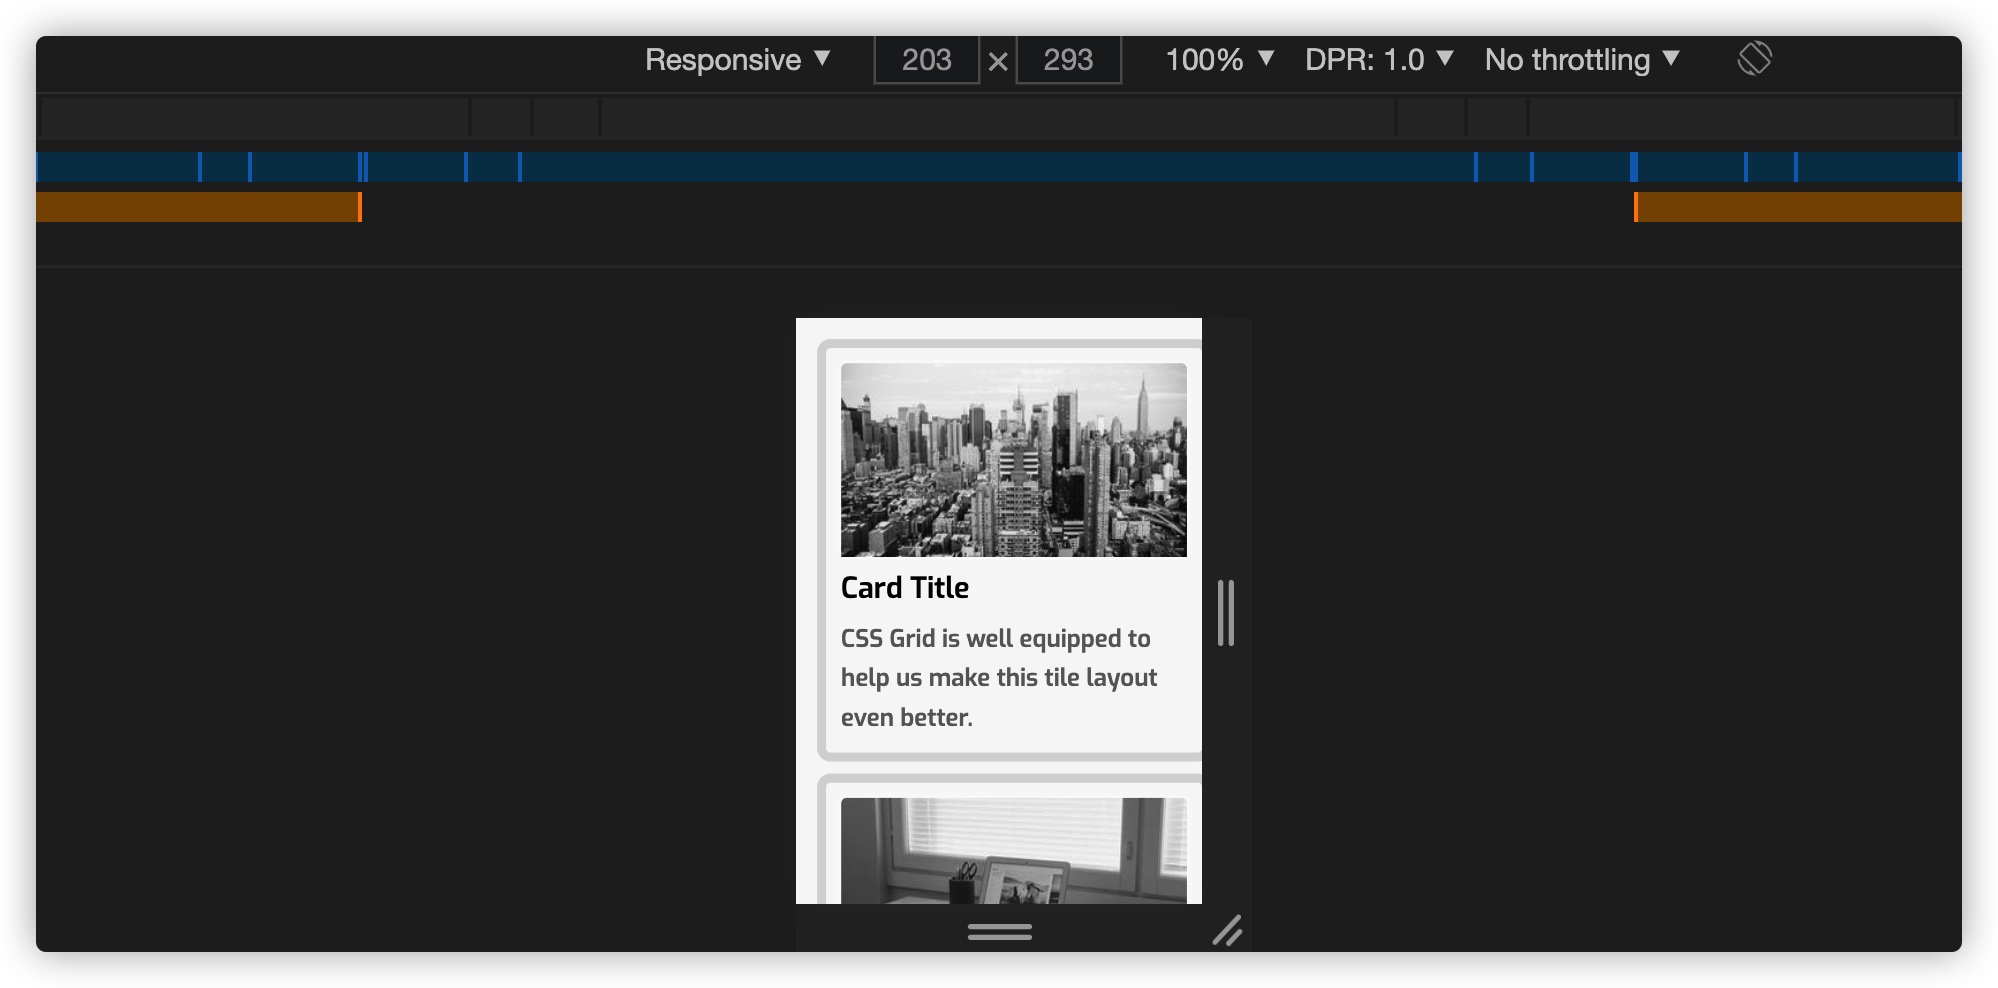 Responsive ▼ 203 × 293 100% ▼ DPR: 1.0 ▼ No throttling ▼
Card Title
CSS Grid is well equipped to
help us make this tile layout
even better.